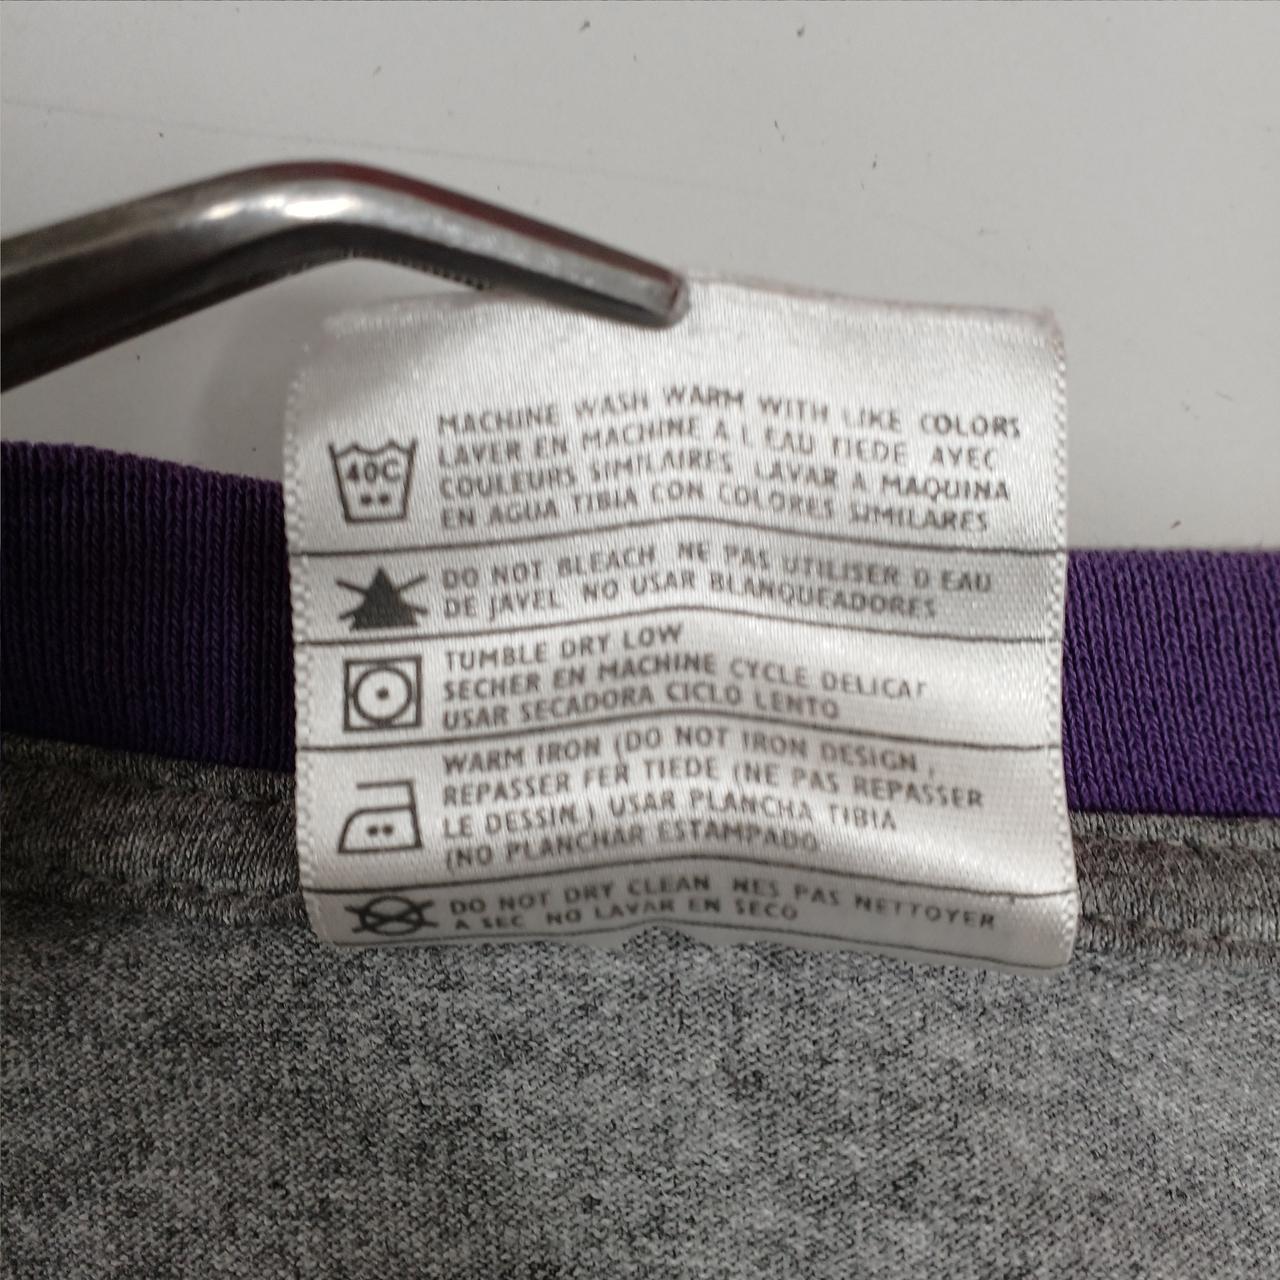 MACHINE WASH WARM WITH LIKE COLORS
LAVER EN MACHINE A L EAU TIEDE AVEC
COULEURS SIMILAIRES LAVAR A MAQUINA
EN AGUA TIBIA CON COLORES SIMILARES
40C
DO NOT BLEACH NE PAS UTILISER D EAU
DE JAVEL NO USAR BLANQUEADORES
TUMBLE DRY LOW
SECHER EN MACHINE CYCLE DELICAT
USAR SECADORA CICLO LENTO
WARM IRON (DO NOT IRON DESIGN,
REPASSER FER TIEDE (NE PAS REPASSER
LE DESSIN.) USAR PLANCHA TIBIA
(NO PLANCHAR ESTAMPADO
DO NOT DRY CLEAN NES PAS NETTOYER
A SEC NO LAVAR EN SECO